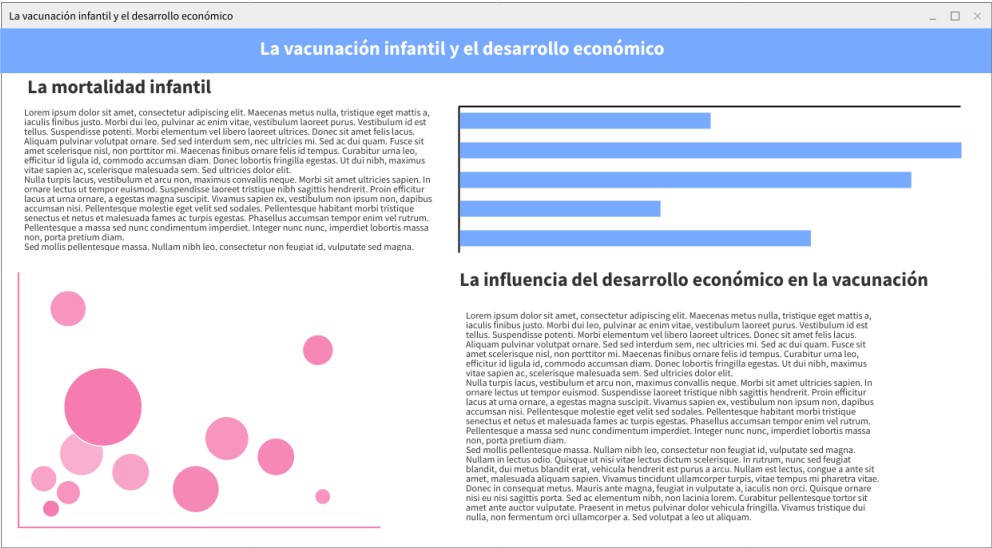 La vacunación infantil y el desarrollo económico
La vacunación infantil y el desarrollo económico
La mortalidad infantil
Lorem ipsum dolor sit amet, consectetur adipiscing elit. Maecenas metus nulla, tristique eget mattis a,
iaculis finibus justo. Morbi dui leo, pulvinar ac enim vitae, vestibulum laoreet purus. Vestibulum id est
tellus. Suspendisse potenti. Morbi elementum vel libero laoreet ultrices. Donec sit amet felis lacus.
Aliquam pulvinar volutpat ornare. Sed sed interdum sem, nec ultricies mi. Sed ac dui quam. Fusce sit
amet scelerisque nisl, non porttitor mi. Maecenas finibus ornare felis id tempus. Curabitur urna leo,
efficitur id ligula id, commodo accumsan diam. Donec lobortis fringilla egestas. Ut dui nibh, maximus
vitae sapien ac, scelerisque malesuada sem. Sed ultricies dolor elit.
Nulla turpis lacus, vestibulum et arcu non, maximus convallis neque. Morbi sit amet ultricies sapien. In
ornare lectus ut tempor euismod. Suspendisse laoreet tristique nibh sagittis hendrerit. Proin efficitur
lacus at urna ornare, a egestas magna suscipit. Vivamus sapien ex, vestibulum non ipsum non, dapibus
accumsan nisi. Pellentesque molestie eget velit sed sodales. Pellentesque habitant morbi tristique
senectus et netus et malesuada fames ac turpis egestas. Phasellus accumsan tempor enim vel rutrum.
Pellentesque a massa sed nunc condimentum imperdiet. Integer nunc nunc, imperdiet lobortis massa
non, porta pretium diam.
Sed mollis pellentesque massa. Nullam nibh leo, consectetur non feugiat id, vulputate sed magna.
La influencia del desarrollo económico en la vacunación
Lorem ipsum dolor sit amet, consectetur adipiscing elit. Maecenas metus nulla, tristique eget mattis a,
iaculis finibus justo. Morbi dui leo, pulvinar ac enim vitae, vestibulum laoreet purus. Vestibulum id est
tellus. Suspendisse potenti. Morbi elementum vel libero laoreet ultrices. Donec sit amet felis lacus.
Aliquam pulvinar volutpat ornare. Sed sed interdum sem, nec ultricies mi. Sed ac dui quam. Fusce sit
amet scelerisque nisl, non porttitor mi. Maecenas finibus ornare felis id tempus. Curabitur urna leo,
efficitur id ligula id, commodo accumsan diam. Donec lobortis fringilla egestas. Ut dui nibh, maximus
vitae sapien ac, scelerisque malesuada sem. Sed ultricies dolor elit.
Nulla turpis lacus, vestibulum et arcu non, maximus convallis neque. Morbi sit amet ultricies sapien. In
ornare lectus ut tempor euismod. Suspendisse laoreet tristique nibh sagittis hendrerit. Proin efficitur
lacus at urna ornare, a egestas magna suscipit. Vivamus sapien ex, vestibulum non ipsum non, dapibus
accumsan nisi. Pellentesque molestie eget velit sed sodales. Pellentesque habitant morbi tristique
senectus et netus et malesuada fames ac turpis egestas. Phasellus accumsan tempor enim vel rutrum.
Pellentesque a massa sed nunc condimentum imperdiet. Integer nunc nunc, imperdiet lobortis massa
non, porta pretium diam.
Sed mollis pellentesque massa. Nullam nibh leo, consectetur non feugiat id, vulputate sed magna.
Nullam in lectus odio. Quisque ut nisi vitae lectus dictum scelerisque. In rutrum, nunc sed feugiat
blandit, dui metus blandit erat, vehicula hendrerit est purus a arcu. Nullam est lectus, congue a ante sit
amet, malesuada aliquam sapien. Vivamus tincidunt ullamcorper turpis, vitae tempus mi pharetra vitae.
Donec in consequat metus. Mauris ante magna, feugiat in vulputate a, iaculis non orci. Quisque ornare
nisi eu nisi sagittis porta. Sed ac elementum nibh, non lacinia lorem. Curabitur pellentesque tortor sit
amet ante auctor vulputate. Praesent in metus pulvinar dolor vehicula fringilla. Vivamus tristique dui
nulla, non fermentum orci ullamcorper a. Sed volutpat a leo ut aliquam.